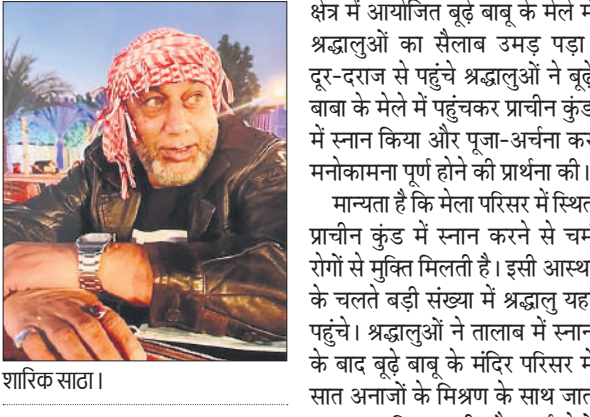 शारिक साठा।
क्षेत्र में आयोजित बूढ़े बाबू के मेले में
श्रद्धालुओं का सैलाब उमड़ पड़ा
दूर-दराज से पहुंचे श्रद्धालुओं ने बूढ़े
बाबा के मेले में पहुंचकर प्राचीन कुंड
में स्नान किया और पूजा-अर्चना कर
मनोकामना पूर्ण होने की प्रार्थना की।
मान्यता है कि मेला परिसर में स्थित
प्राचीन कुंड में स्नान करने से चर्म
रोगों से मुक्ति मिलती है। इसी आस्था
के चलते बड़ी संख्या में श्रद्धालु यहा
पहुंचे। श्रद्धालुओं ने तालाब में स्नान
के बाद बूढ़े बाबू के मंदिर परिसर में
सात अनाजों के मिश्रण के साथ जात